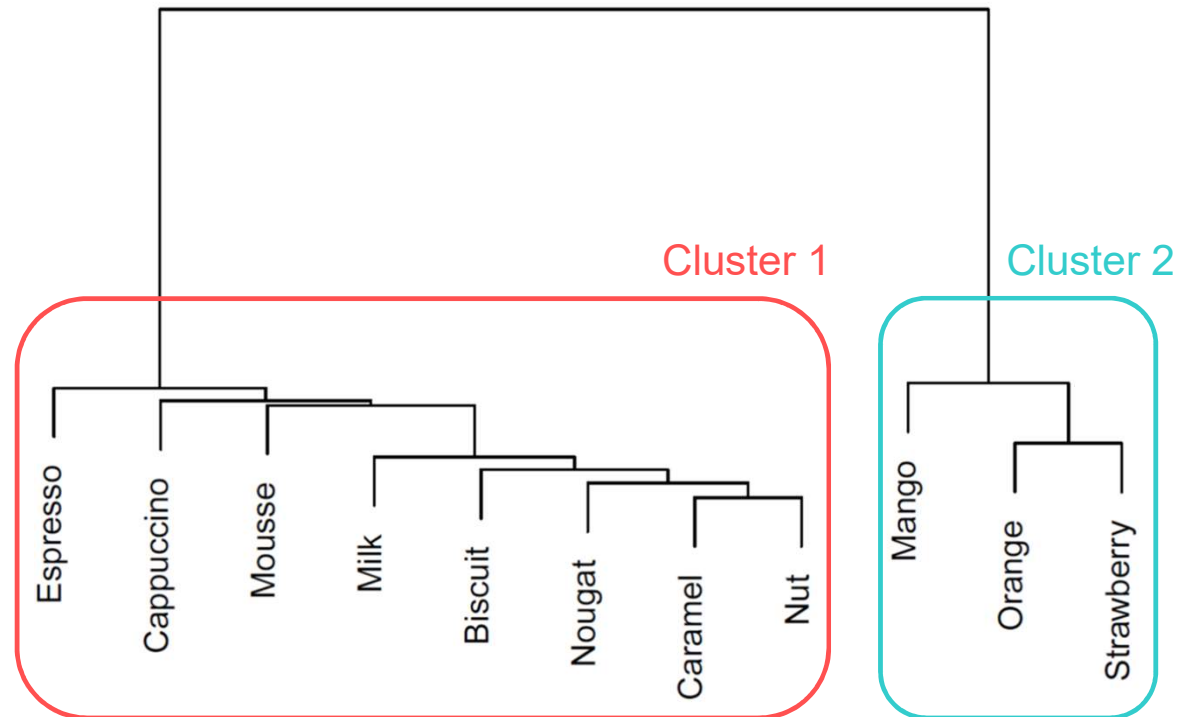 Cluster 1
Cluster 2
Espresso
Cappuccino
Mousse
Milk
Biscuit
Nougat
Caramel
Nut
Mango
Orange
Strawberry